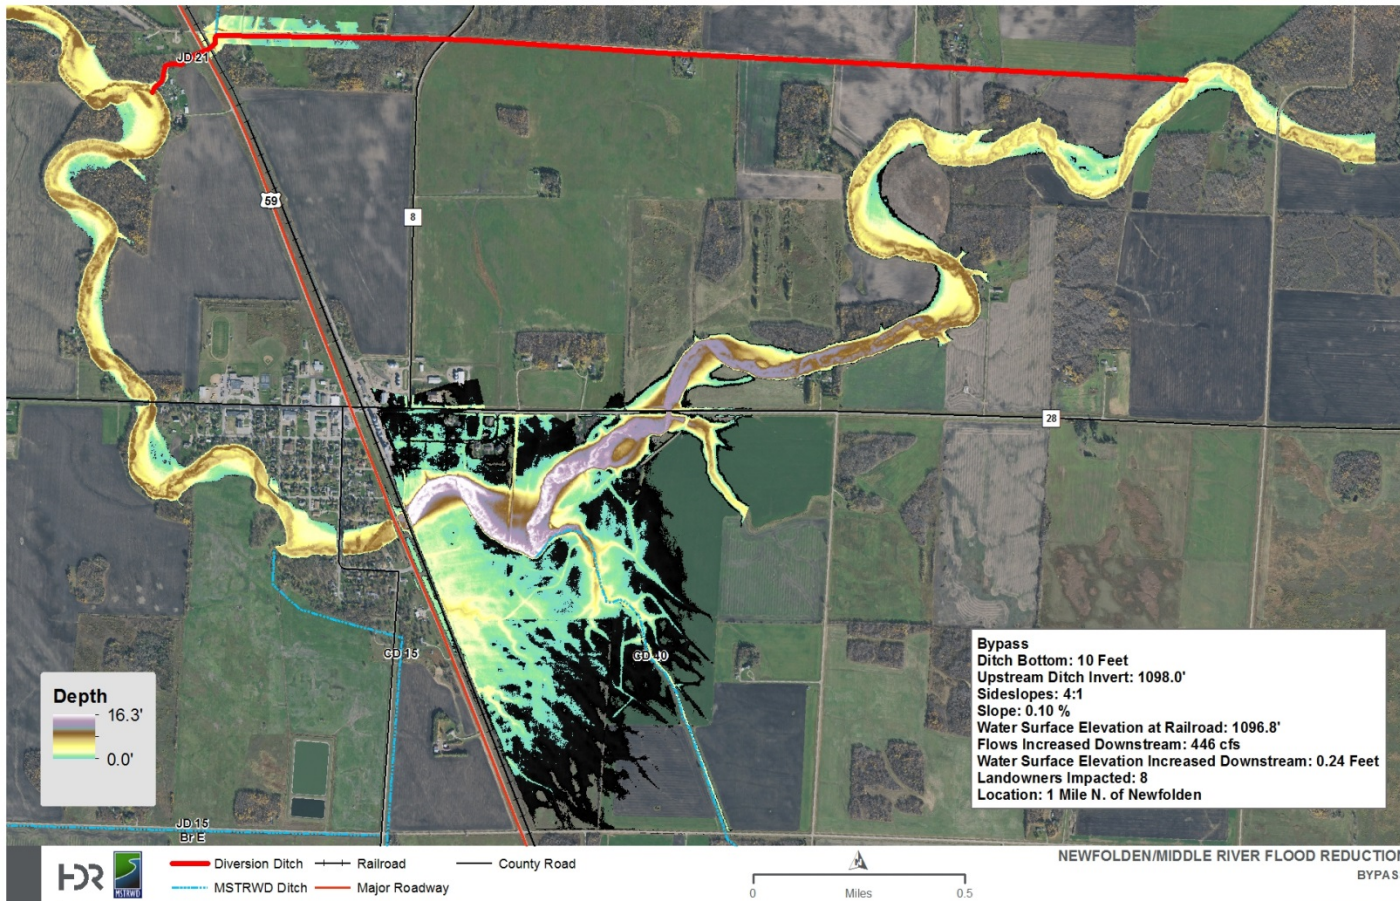 JD 21
59
8
28
CD 15
CD 40
Bypass
Ditch Bottom: 10 Feet
Upstream Ditch Invert: 1098.0'
Sideslopes: 4:1
Slope: 0.10 %
Water Surface Elevation at Railroad: 1096.8'
Flows Increased Downstream: 446 cfs
Water Surface Elevation Increased Downstream: 0.24 Feet
Landowners Impacted: 8
Location: 1 Mile N. of Newfolden
Depth
16.3'
0.0'
JD 15
Br E
HDR
MSTRWD
Diversion Ditch
Railroad
County Road
MSTRWD Ditch
Major Roadway
0
0.5
Miles
NEWFOLDEN/MIDDLE RIVER FLOOD REDUCTION
BYPAS